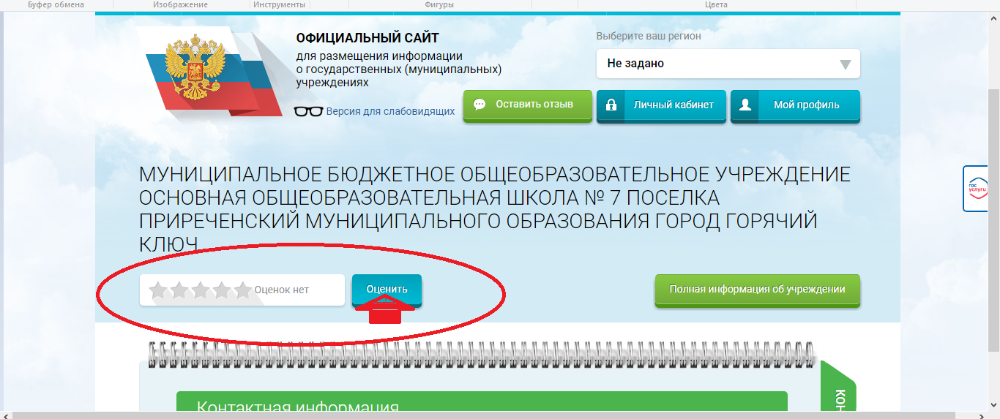 Буфер обмена
Изображение
Инструменты
Фигуры
Цвета
ОФИЦИАЛЬНЫЙ САЙТ
для размещения информации
о государственных (муниципальных)
учреждениях
Версия для слабовидящих
Выберите ваш регион
Не задано
Оставить отзыв
Личный кабинет
Мой профиль
МУНИЦИПАЛЬНОЕ БЮДЖЕТНОЕ ОБЩЕОБРАЗОВАТЕЛЬНОЕ УЧРЕЖДЕНИЕ
ОСНОВНАЯ ОБЩЕОБРАЗОВАТЕЛЬНАЯ ШКОЛА № 7 ПОСЕЛКА
ПРИРЕЧЕНСКИЙ МУНИЦИПАЛЬНОГО ОБРАЗОВАНИЯ ГОРОД ГОРЯЧИЙ
КЛЮЧ
гос
услуги
Оценок нет
Оценить
Полная информация об учреждении
Контактная информация
Кон